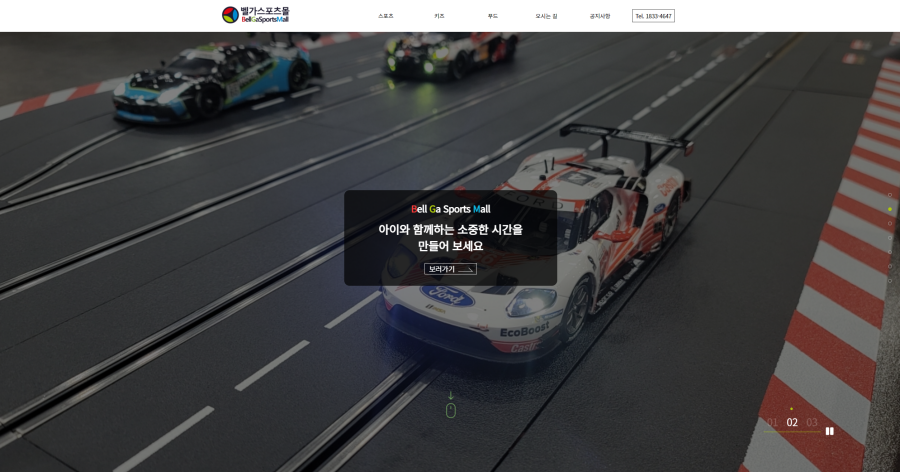 벨가스포츠몰
BellGaSportsMall
스포츠
키즈
푸드
오시는 길
공지사항
Tel. 1833-4647
Bell Ga Sports Mall
아이와 함께하는 소중한 시간을
만들어 보세요
보러가기
Ford
EcoBoost
01 02 03